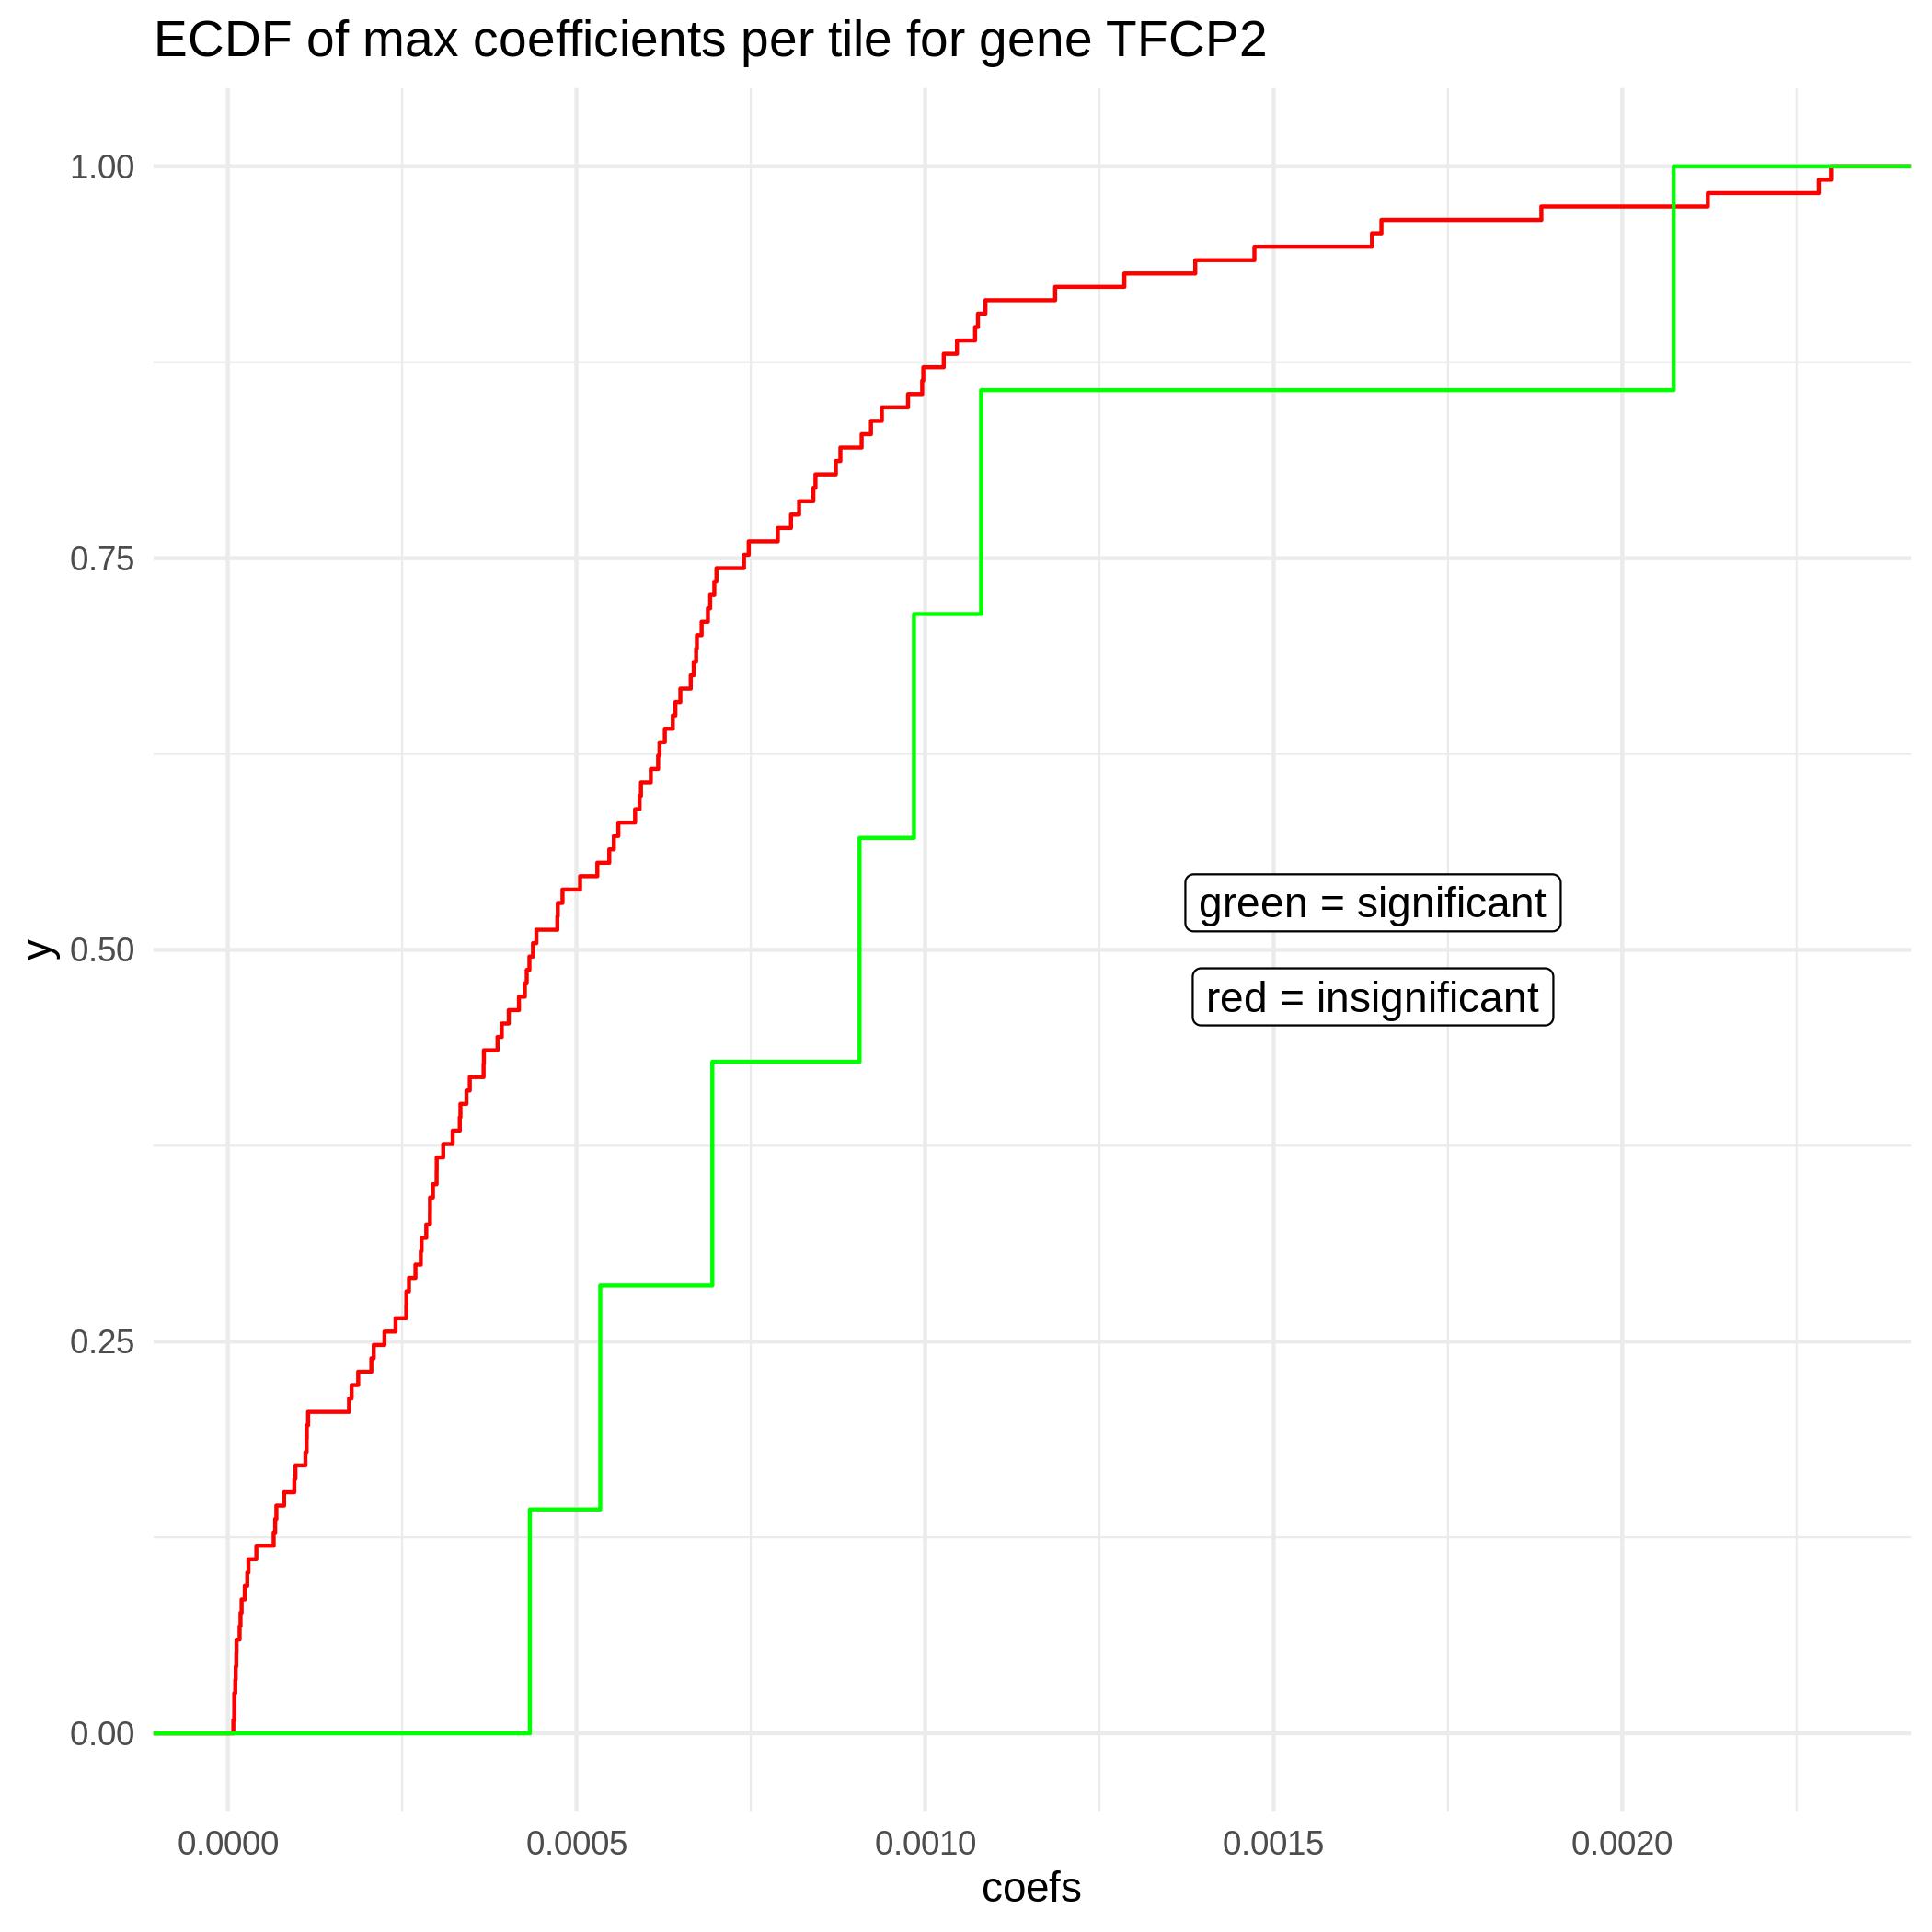 ECDF of max coefficients per tile for gene TFCP2
1.00
0.75
0.50
0.25
0.00
y
green = significant
red = insignificant
0.0000 0.0005 0.0010 0.0015 0.0020
coefs